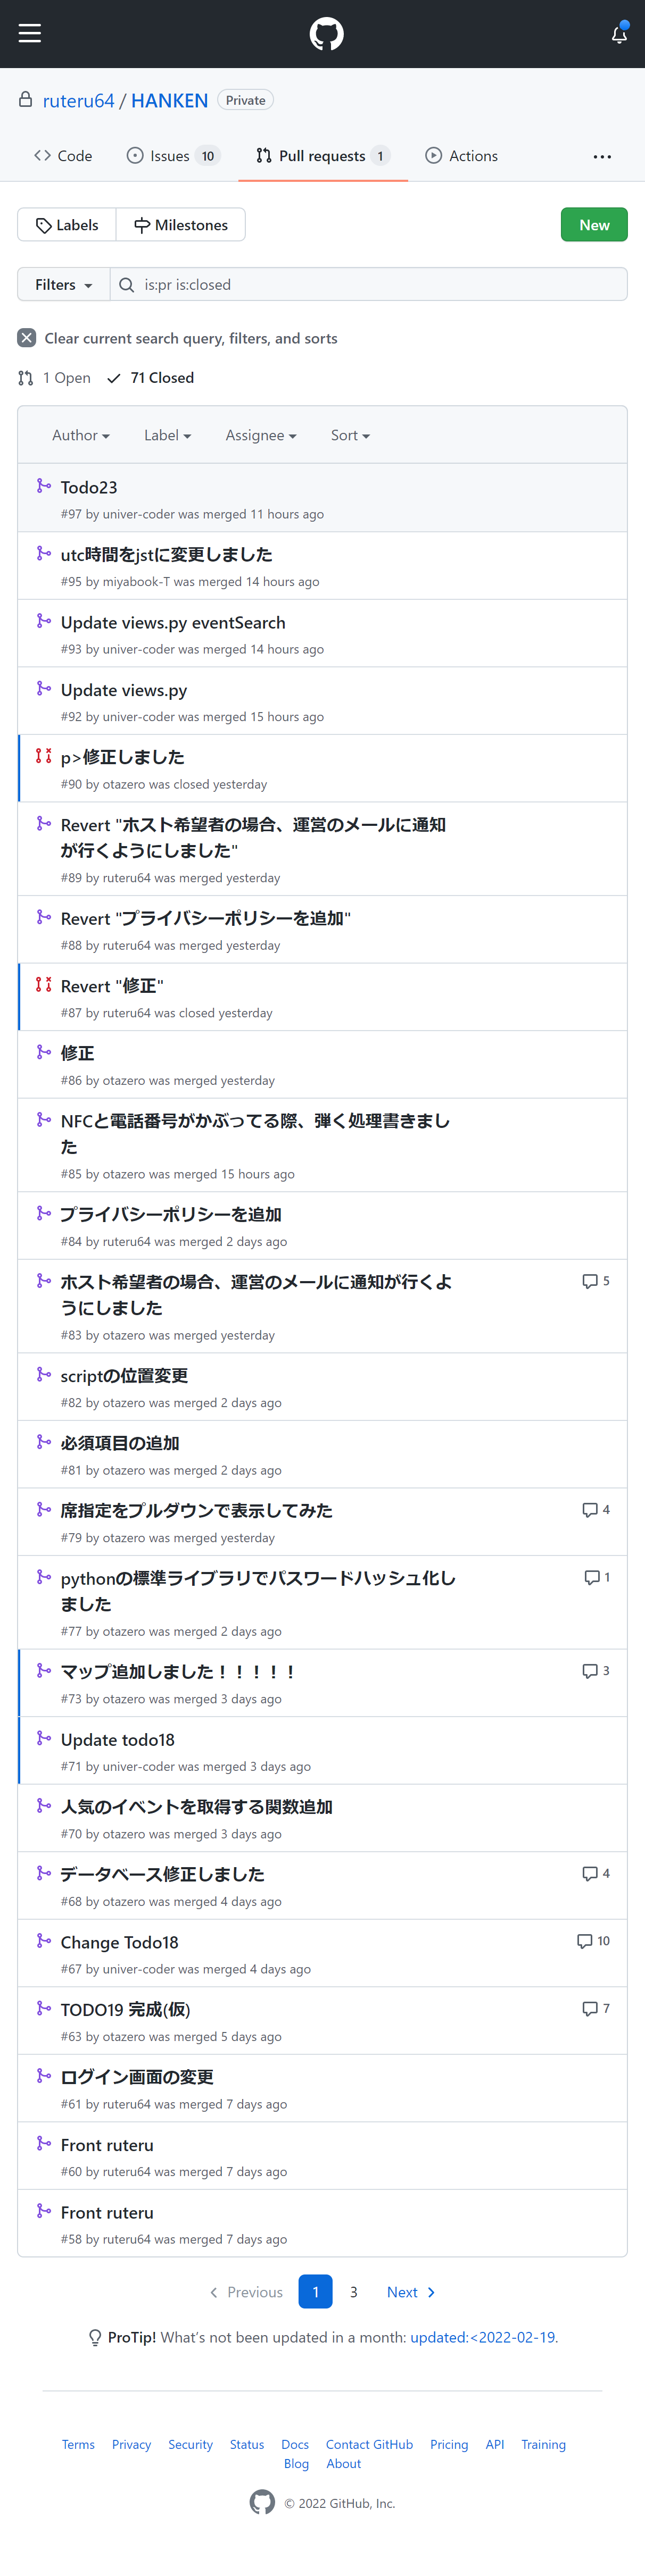 ruteru64 / HANKEN Private
Code Issues 10 Pull requests 1 Actions
Labels Milestones New
Filters is:pr is:closed
Clear current search query, filters, and sorts
1 Open 71 Closed
Author Label Assignee Sort
Todo23
#97 by univer-coder was merged 11 hours ago
utc時間をjstに変更しました
#95 by miyabook-T was merged 14 hours ago
Update views.py eventSearch
#93 by univer-coder was merged 14 hours ago
Update views.py
#92 by univer-coder was merged 15 hours ago
p>修正しました
#90 by otazero was closed yesterday
Revert "ホスト希望者の場合、運営のメールに通知
が行くようにしました"
#89 by ruteru64 was merged yesterday
Revert "プライバシーポリシーを追加"
#88 by ruteru64 was merged yesterday
Revert "修正"
#87 by ruteru64 was closed yesterday
修正
#86 by otazero was merged yesterday
NFCと電話番号がかぶってる際、弾く処理書きまし
た
#85 by otazero was merged 15 hours ago
プライバシーポリシーを追加
#84 by ruteru64 was merged 2 days ago
ホスト希望者の場合、運営のメールに通知が行くよ 5
うにしました
#83 by otazero was merged yesterday
scriptの位置変更
#82 by otazero was merged 2 days ago
必須項目の追加
#81 by otazero was merged 2 days ago
席指定をプルダウンで表示してみた 4
#79 by otazero was merged yesterday
pythonの標準ライブラリでパスワードハッシュ化し 1
ました
#77 by otazero was merged 2 days ago
マップ追加しました！！！！！ 3
#73 by otazero was merged 3 days ago
Update todo18
#71 by univer-coder was merged 3 days ago
人気のイベントを取得する関数追加
#70 by otazero was merged 3 days ago
データベース修正しました 4
#68 by otazero was merged 4 days ago
Change Todo18 10
#67 by univer-coder was merged 4 days ago
TODO19 完成(仮) 7
#63 by otazero was merged 5 days ago
ログイン画面の変更
#61 by ruteru64 was merged 7 days ago
Front ruteru
#60 by ruteru64 was merged 7 days ago
Front ruteru
#58 by ruteru64 was merged 7 days ago
Previous 1 3 Next
ProTip! What's not been updated in a month: updated:<2022-02-19.
Terms Privacy Security Status Docs Contact GitHub Pricing API Training
Blog About
© 2022 GitHub, Inc.